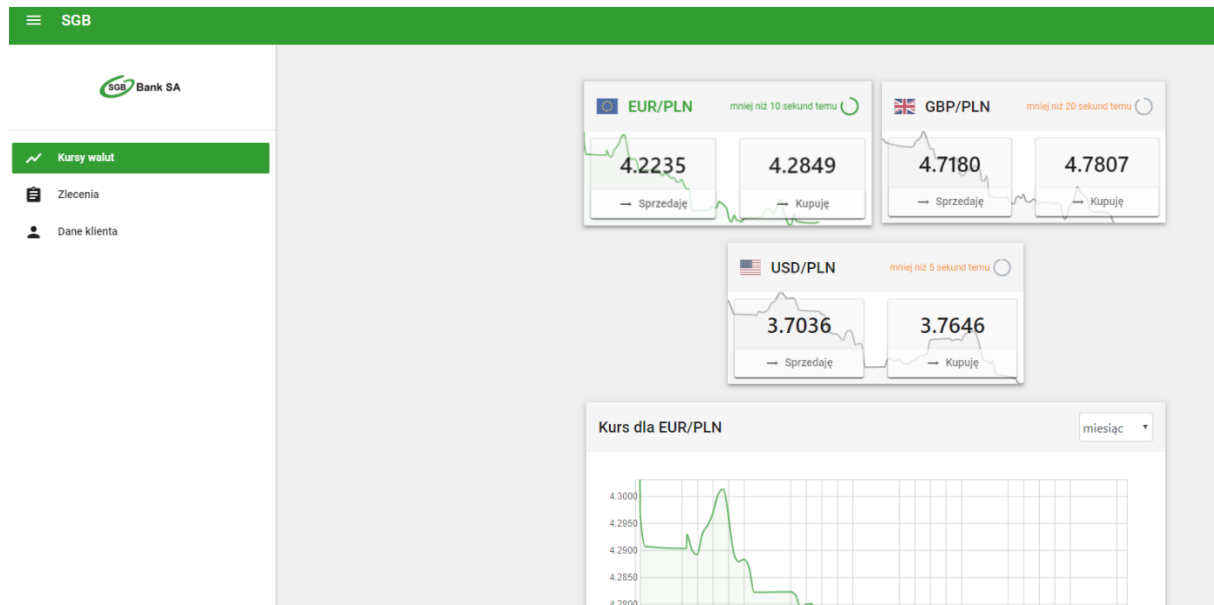 SGB
SGB Bank SA
Kursy walut
Zlecenia
Dane klienta
EUR/PLN mniej niż 10 sekund temu
4.2235 4.2849
→ Sprzedaję → Kupuję
GBP/PLN mniej niż 20 sekund temu
4.7180 4.7807
→ Sprzedaję → Kupuję
USD/PLN mniej niż 5 sekund temu
3.7036 3.7646
→ Sprzedaję → Kupuję
Kurs dla EUR/PLN miesiąc
4.3000
4.2950
4.2900
4.2850
4.2800